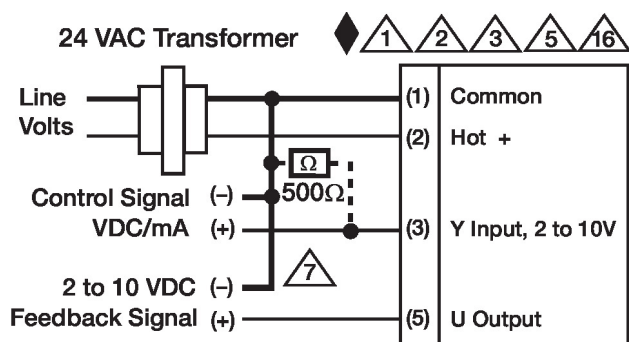 24 VAC Transformer
1 2 3 5 16
Line
Volts
(1) Common
(2) Hot +
Ω
500Ω
Control Signal (–)
VDC/mA (+)
(3) Y Input, 2 to 10V
7
2 to 10 VDC (–)
Feedback Signal (+)
(5) U Output